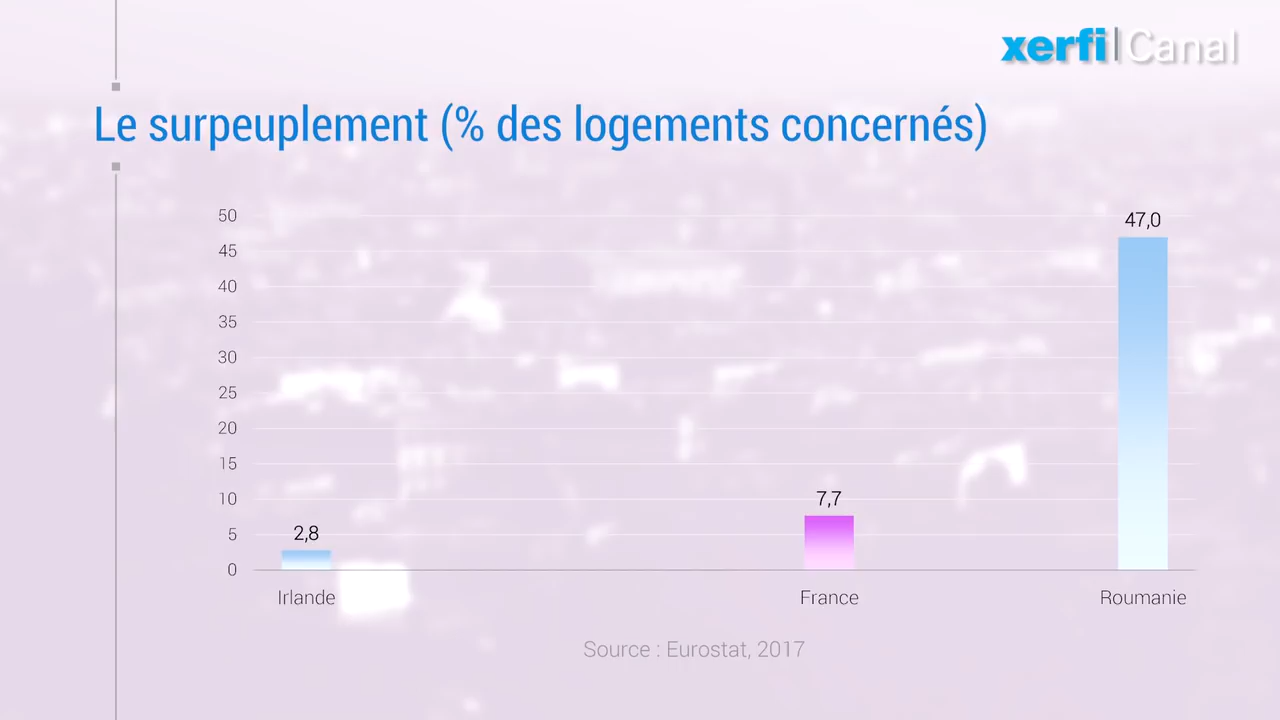 xerfi Canal
Le surpeuplement (% des logements concernés)
50
45
40
35
30
25
20
15
10
5
0
2,8
7,7
47,0
Irlande
France
Roumanie
Source : Eurostat, 2017